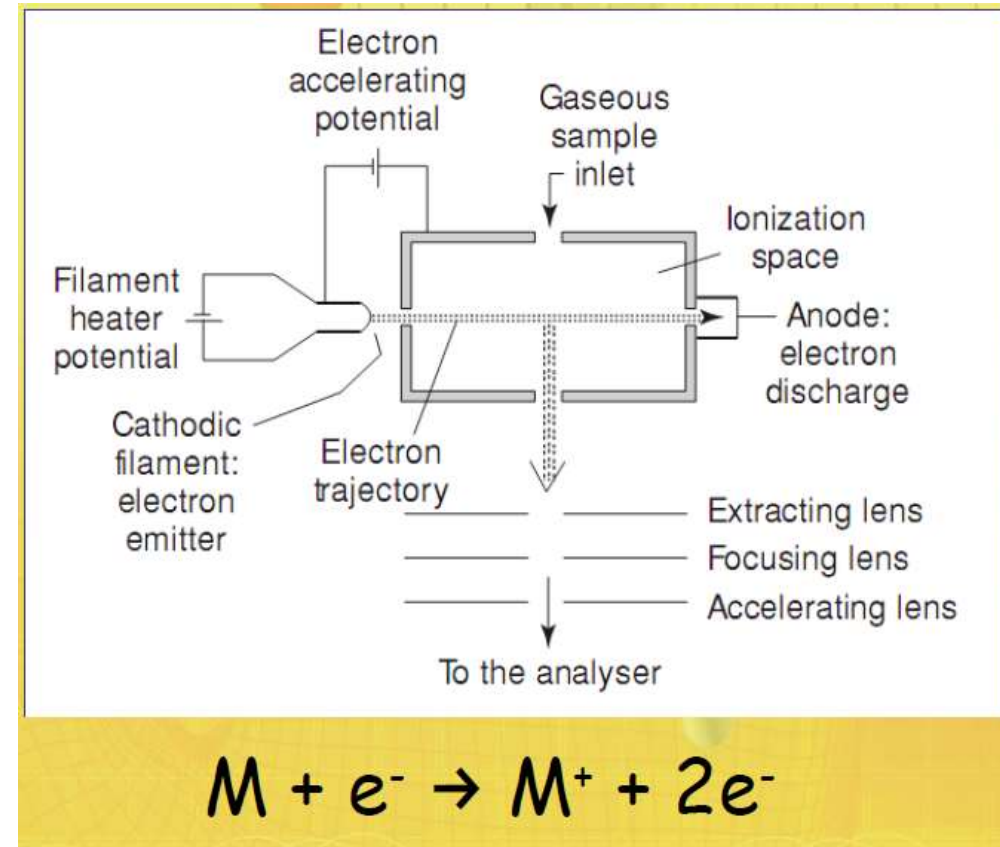 Electron
accelerating
potential
Gaseous
sample
inlet
Ionization
space
Filament
heater
potential
Anode:
electron
discharge
Cathodic
filament:
electron
emitter
Electron
trajectory
Extracting lens
Focusing lens
Accelerating lens
To the analyser
M + e⁻ → M⁺ + 2e⁻